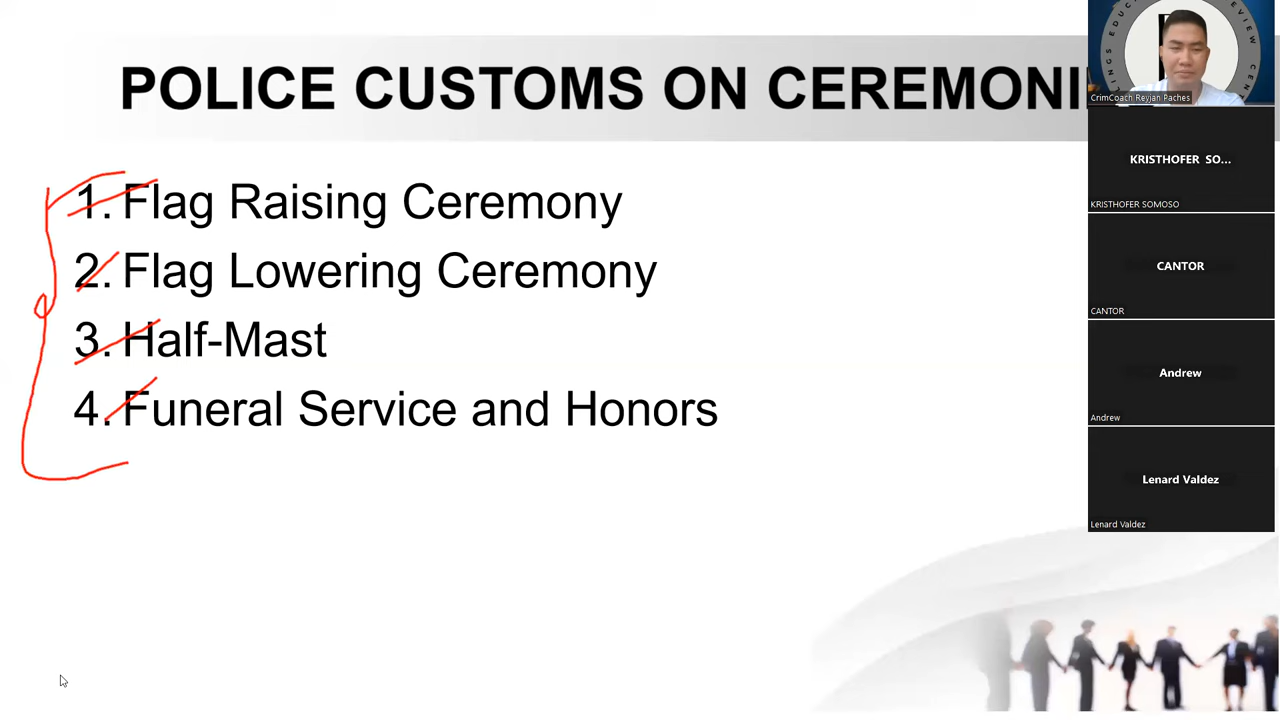 POLICE CUSTOMS ON CEREMONI
1. Flag Raising Ceremony
2. Flag Lowering Ceremony
3. Half-Mast
4. Funeral Service and Honors
CrimCoach Reyjan Paches
KRISTHOFER SO...
KRISTHOFER SOMOSO
CANTOR
CANTOR
Andrew
Andrew
Lenard Valdez
Lenard Valdez